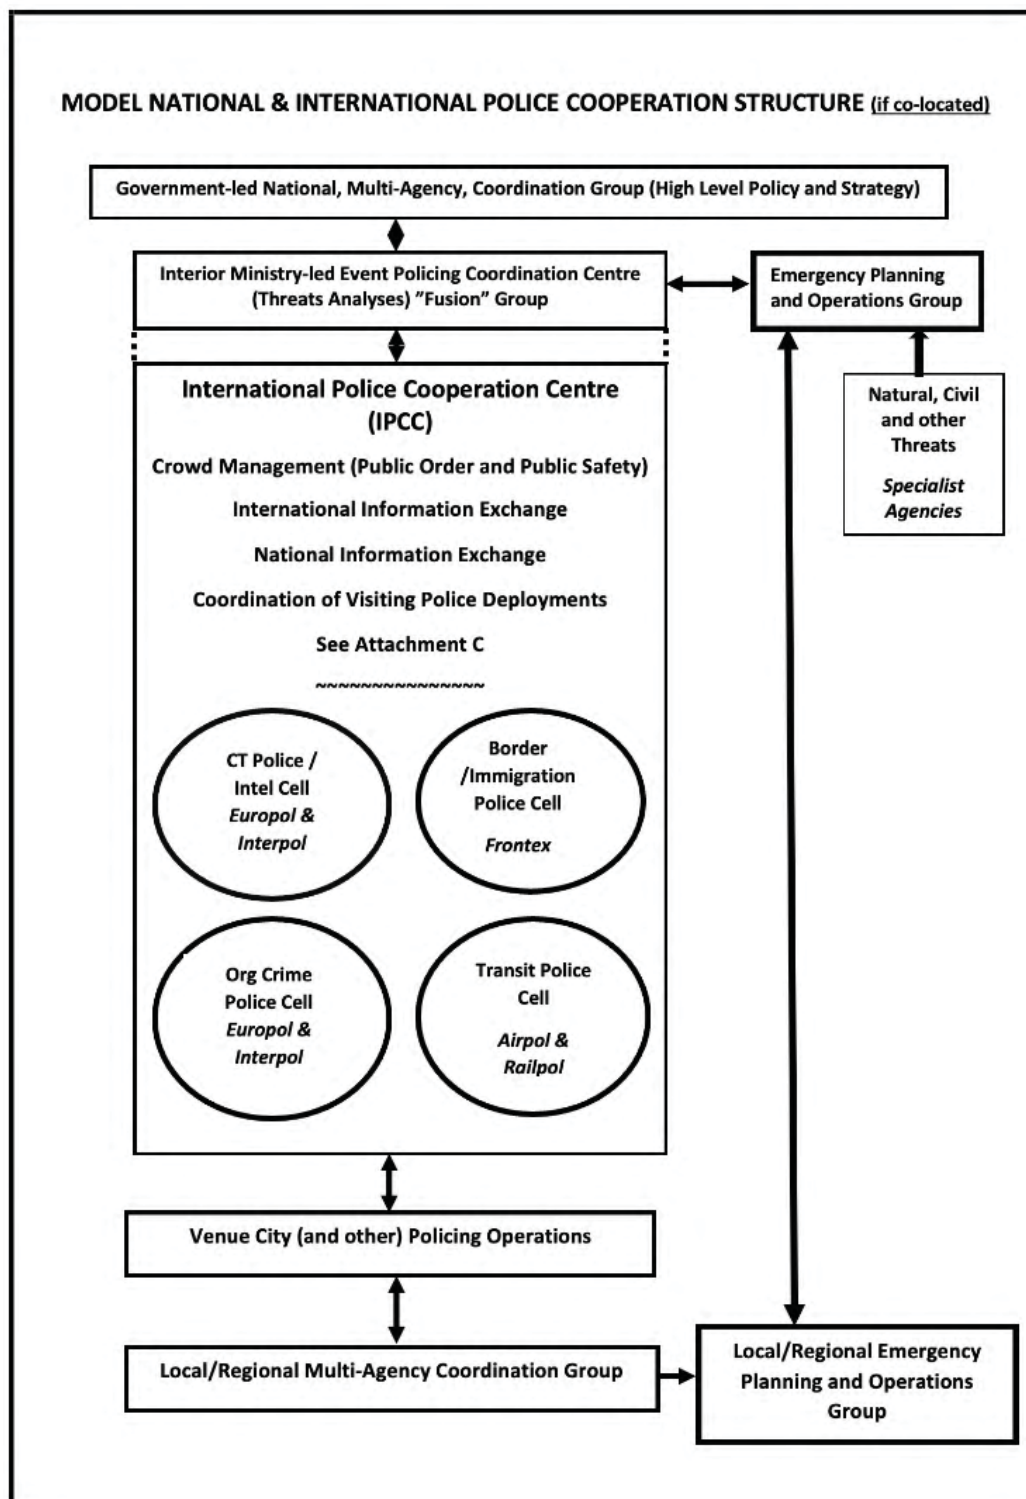 MODEL NATIONAL & INTERNATIONAL POLICE COOPERATION STRUCTURE (if co-located)
Government-led National, Multi-Agency, Coordination Group (High Level Policy and Strategy)
Interior Ministry-led Event Policing Coordination Centre
(Threats Analyses) ”Fusion” Group
Emergency Planning
and Operations Group
International Police Cooperation Centre
(IPCC)
Crowd Management (Public Order and Public Safety)
International Information Exchange
National Information Exchange
Coordination of Visiting Police Deployments
See Attachment C
~~~~~~~~~~~~~~~
Natural, Civil
and other
Threats
Specialist
Agencies
CT Police /
Intel Cell
Europol &
Interpol
Border
/Immigration
Police Cell
Frontex
Org Crime
Police Cell
Europol &
Interpol
Transit Police
Cell
Airpol &
Railpol
Venue City (and other) Policing Operations
Local/Regional Multi-Agency Coordination Group
Local/Regional Emergency
Planning and Operations
Group